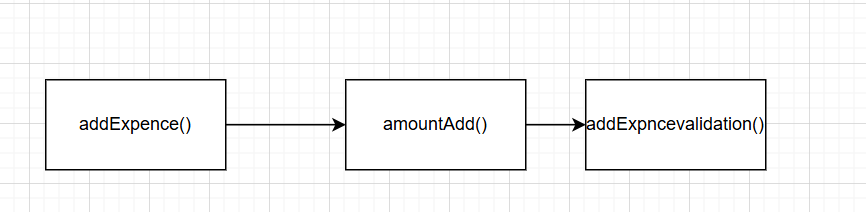 addExpence()
amountAdd()
addExpncevalidation()